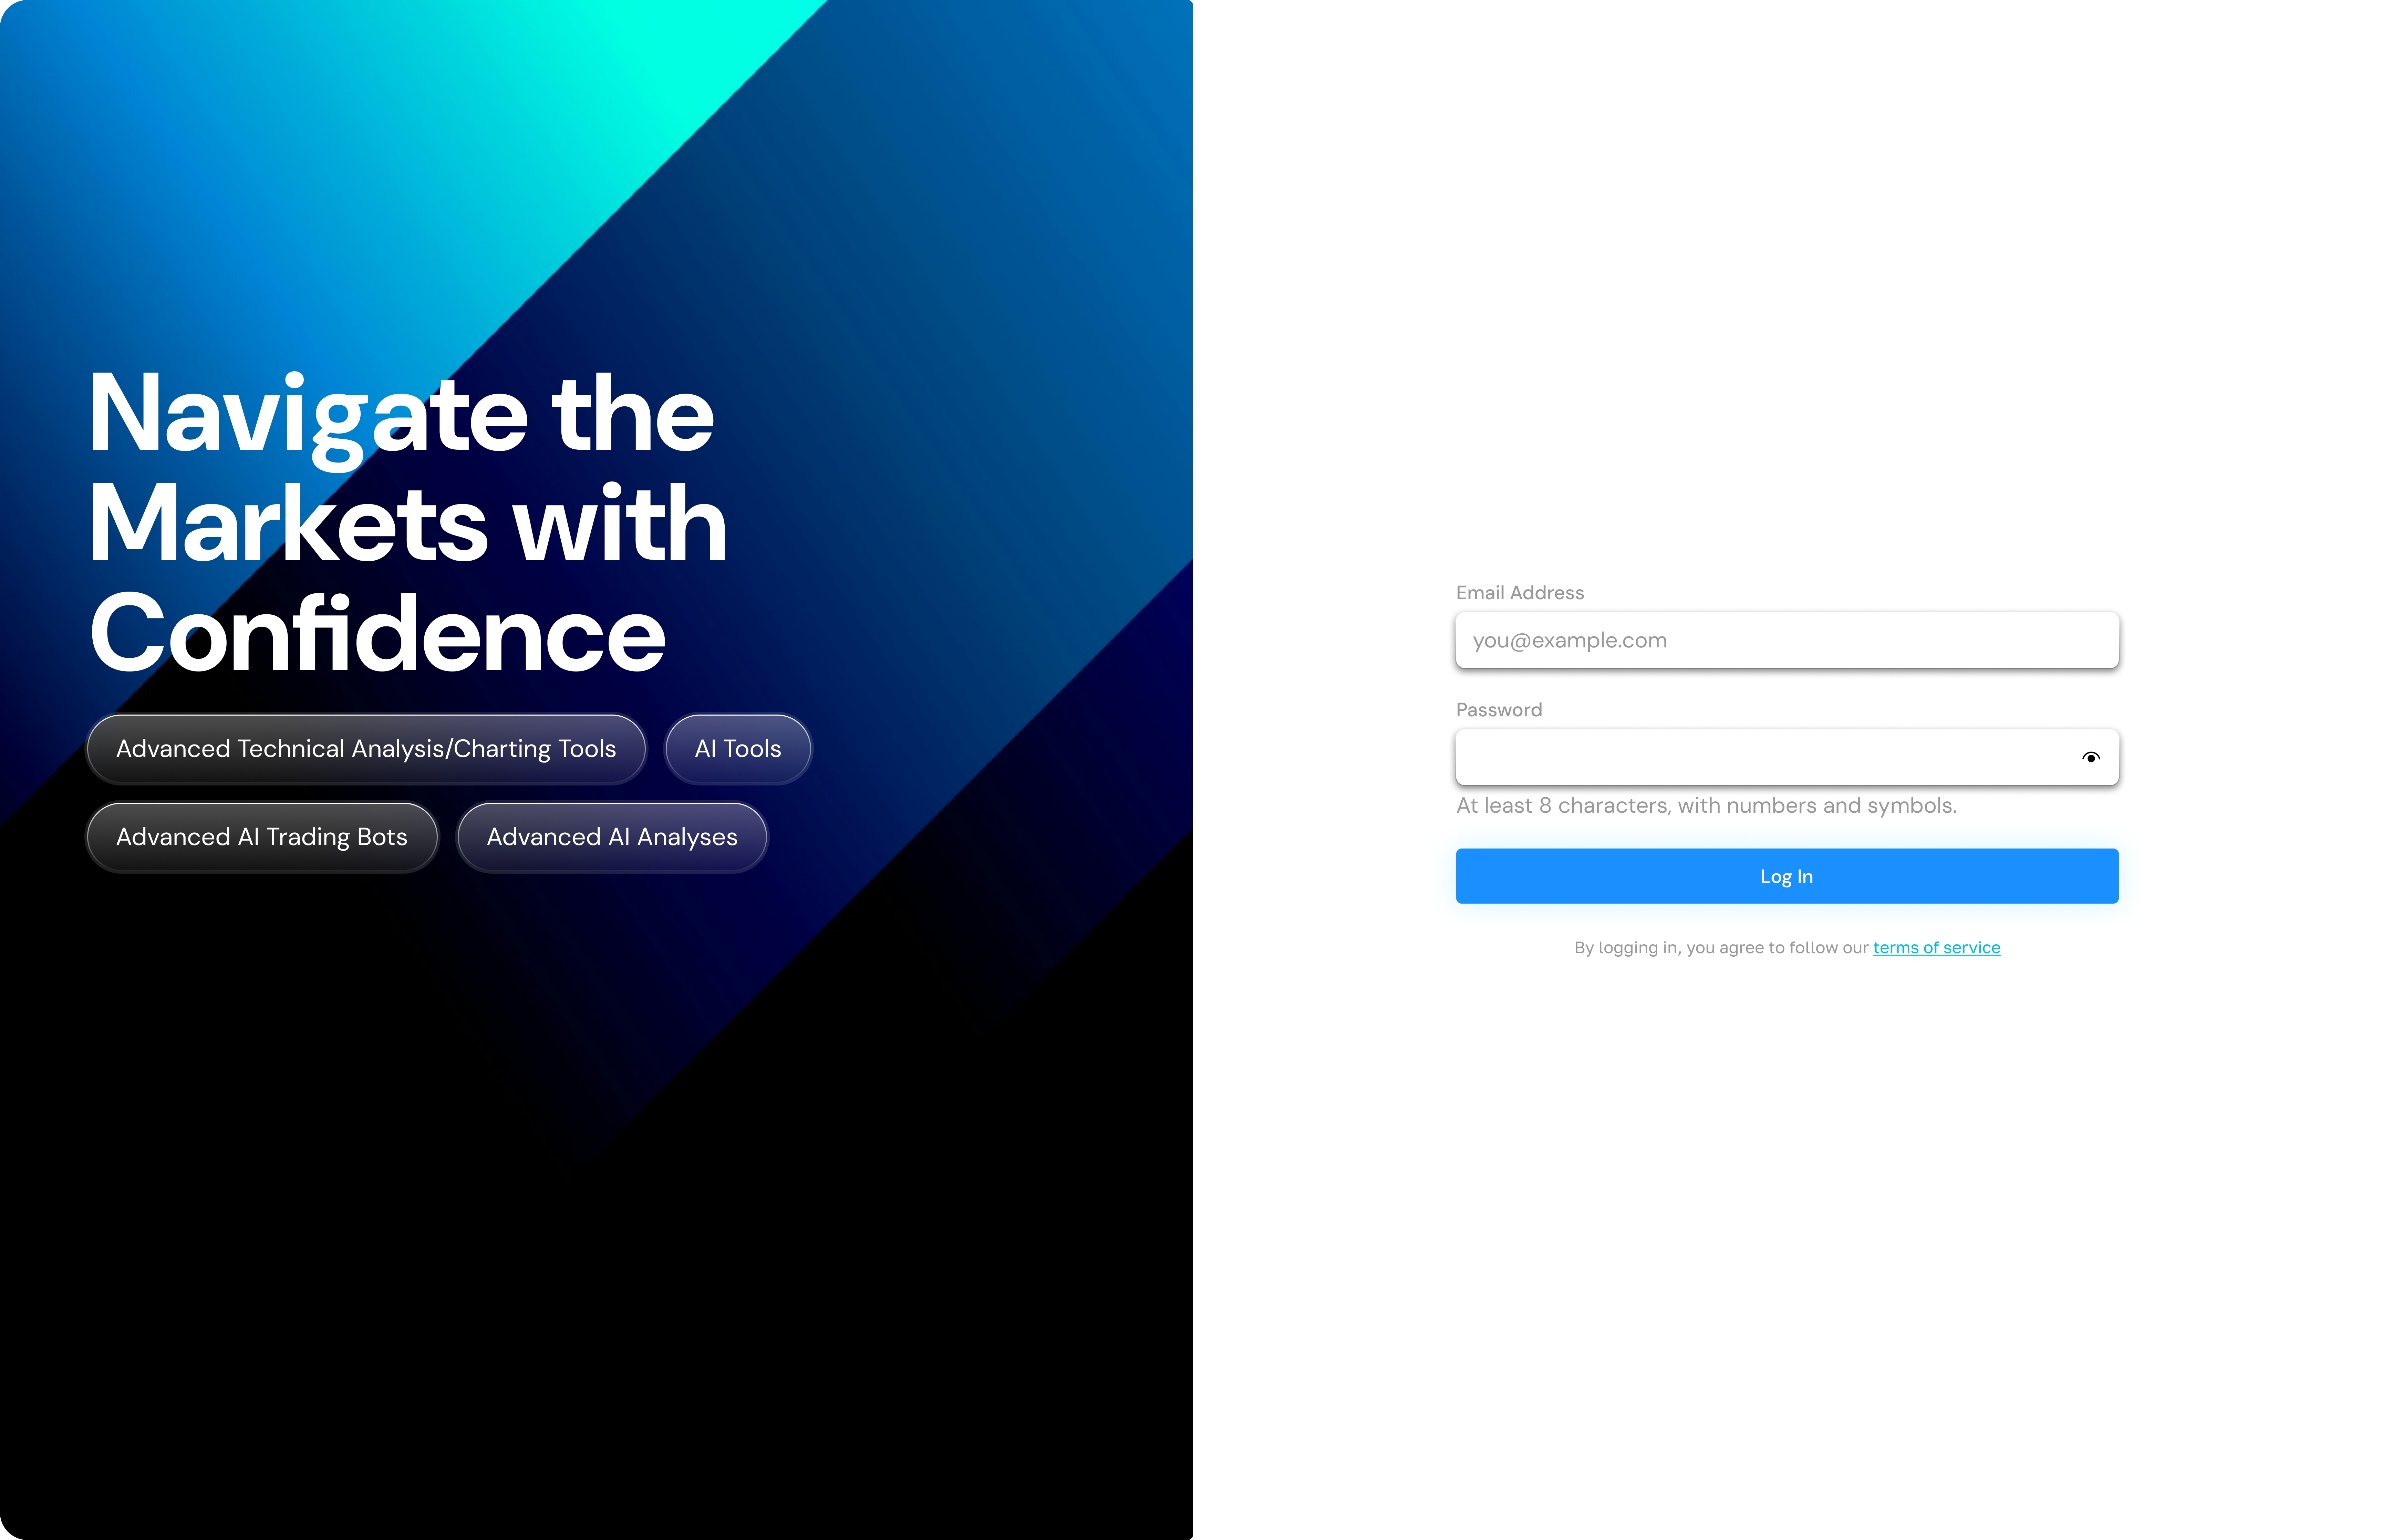 Navigate the
Markets with
Confidence
Advanced Technical Analysis/Charting Tools
AI Tools
Advanced AI Trading Bots
Advanced AI Analyses
Email Address
you@example.com
Password
At least 8 characters, with numbers and symbols.
Log In
By logging in, you agree to follow our terms of service